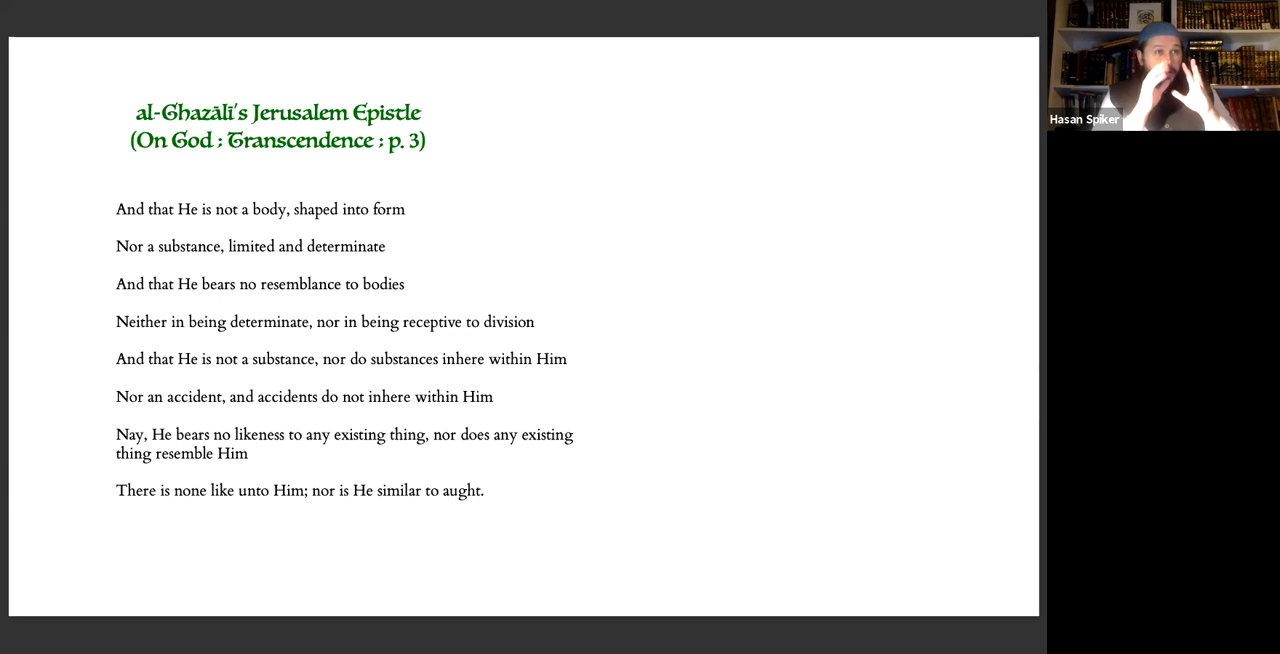 al-Ghazālī's Jerusalem Epistle
(On God ; Transcendence ; p. 3)
And that He is not a body, shaped into form
Nor a substance, limited and determinate
And that He bears no resemblance to bodies
Neither in being determinate, nor in being receptive to division
And that He is not a substance, nor do substances inhere within Him
Nor an accident, and accidents do not inhere within Him
Nay, He bears no likeness to any existing thing, nor does any existing
thing resemble Him
There is none like unto Him; nor is He similar to aught.
Hasan Spiker